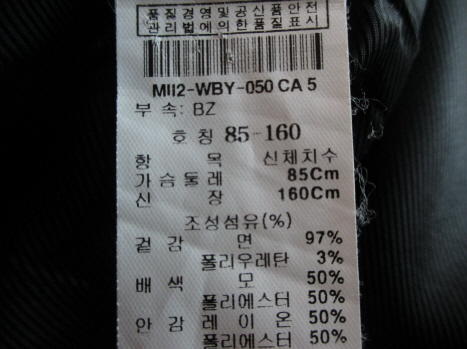 품질경영및공산품안전
관리법에의한품질표시
MII2-WBY-050 CA 5
부 속: BZ
호 칭 85-160
항 목 신체치수
가슴둘레 85Cm
신 장 160Cm
조성섬유(%)
겉 감 면 97%
폴리우레탄 3%
배 색 모 50%
폴리에스터 50%
안 감 레 이 온 50%
폴리에스터 50%